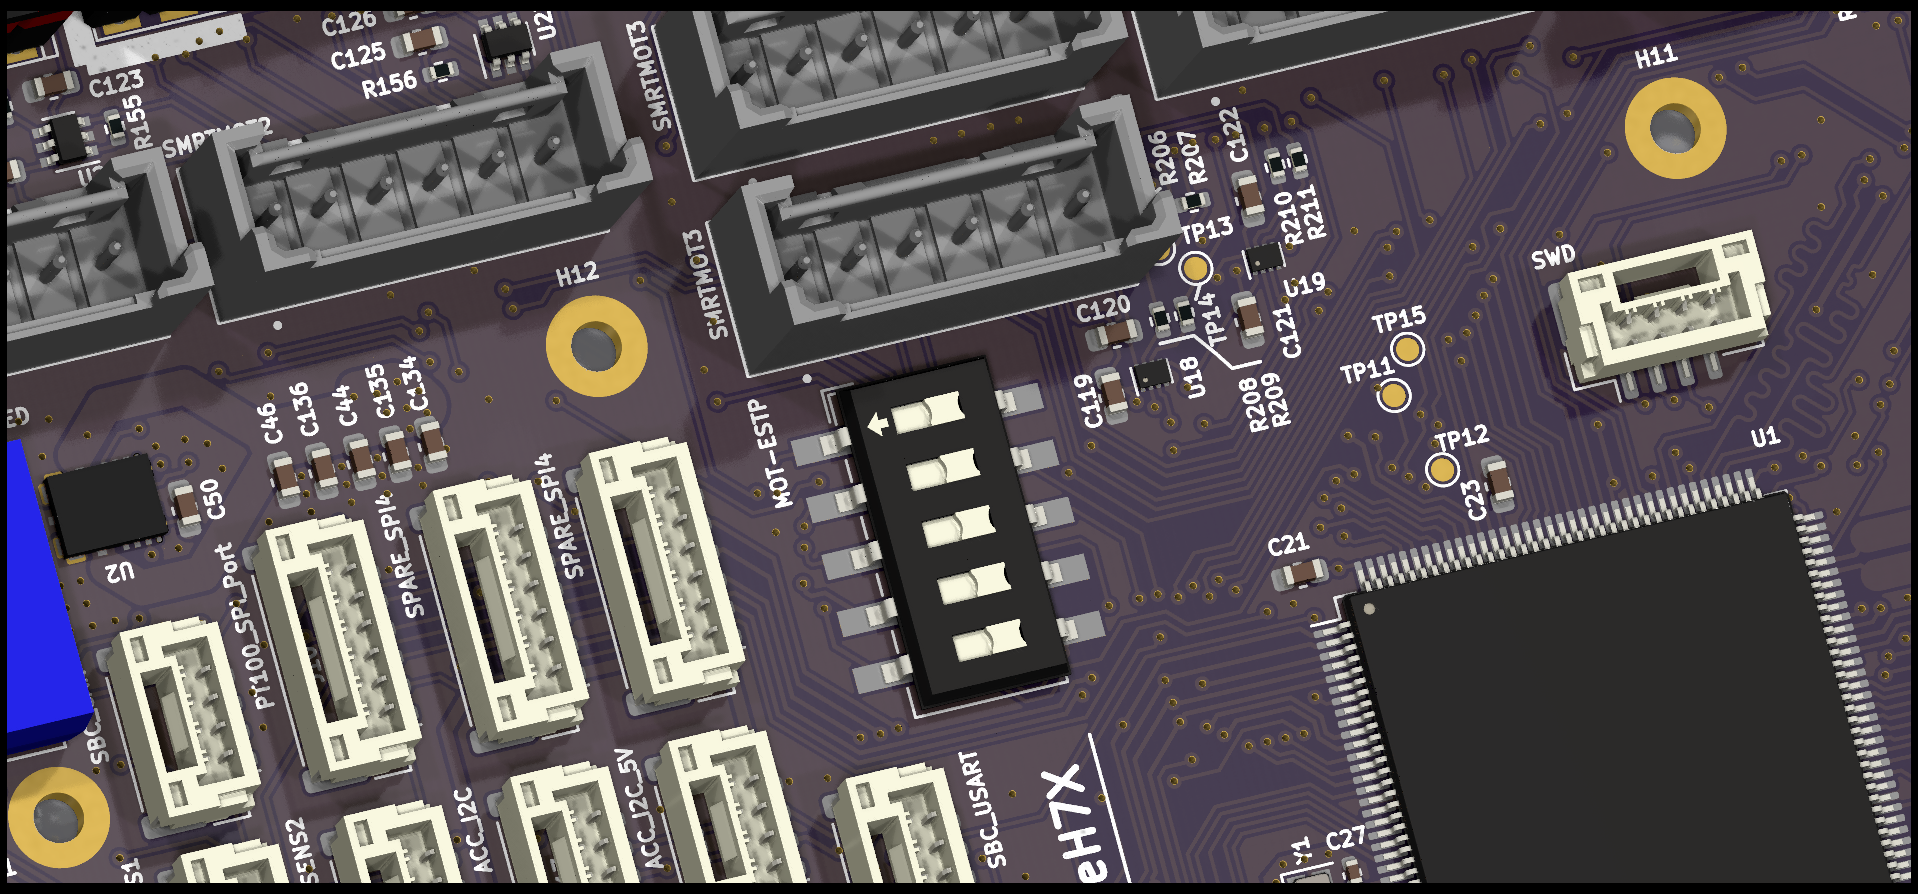 C126
U2
C125
R156
C123
R155
SMRTMOT3
H11
C122
R206
R207
R210
R211
TP13
SWD
H12
SMRTMOT3
U19
C120
TP14
C121
TP15
TP11
U18
C119
R208
R209
C46
C136
C44
C135
C134
MOT-ESTP
TP12
U1
C23
C50
U2
SPARE_SPI4
SPARE_SPI4
C21
PT100_SPI_Port
ACC_I2C
ACC_I2C_5V
SBC_USART
eH7X
Y1
C27